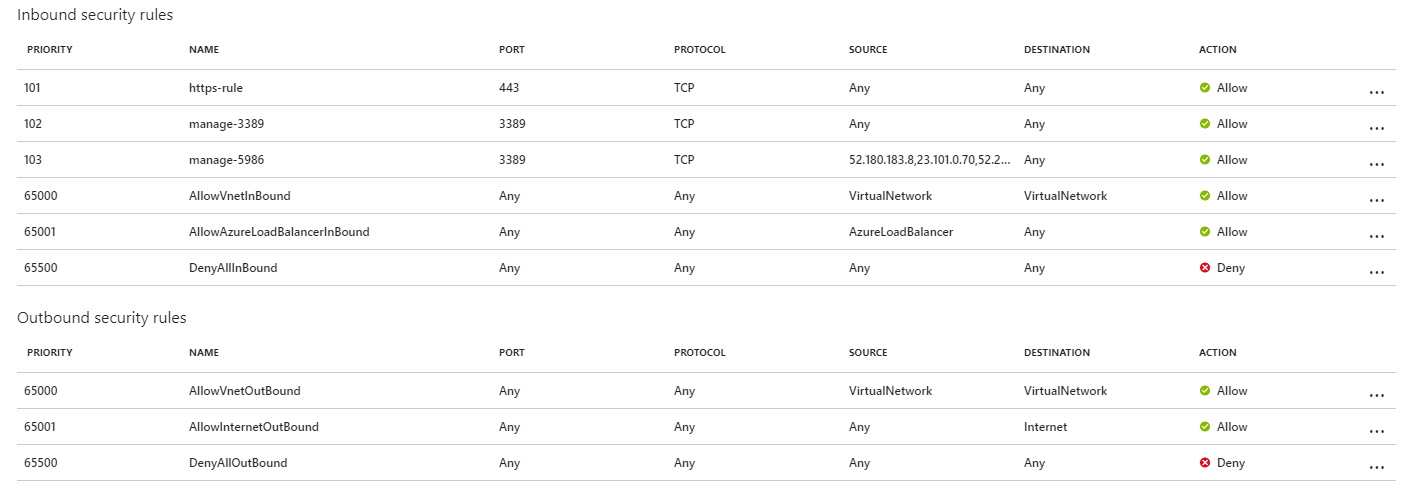 Inbound security rules
PRIORITY NAME PORT PROTOCOL SOURCE DESTINATION ACTION
101 https-rule 443 TCP Any Any Allow ...
102 manage-3389 3389 TCP Any Any Allow ...
103 manage-5986 3389 TCP 52.180.183.8,23.101.0.70,52.2... Any Allow ...
65000 AllowVnetInBound Any Any VirtualNetwork VirtualNetwork Allow ...
65001 AllowAzureLoadBalancerInBound Any Any AzureLoadBalancer Any Allow ...
65500 DenyAllInBound Any Any Any Any Deny ...
Outbound security rules
PRIORITY NAME PORT PROTOCOL SOURCE DESTINATION ACTION
65000 AllowVnetOutBound Any Any VirtualNetwork VirtualNetwork Allow ...
65001 AllowInternetOutBound Any Any Any Internet Allow ...
65500 DenyAllOutBound Any Any Any Any Deny ...